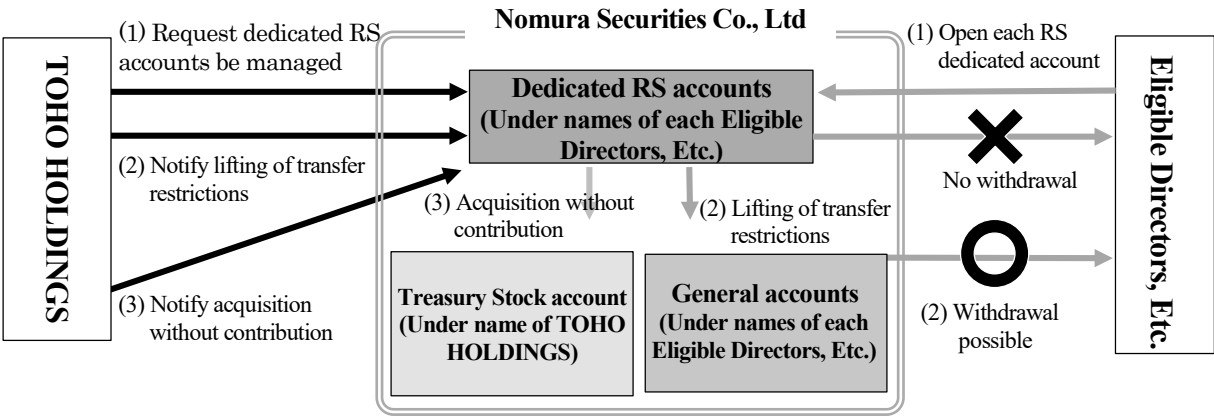 Nomura Securities Co., Ltd
TOHO HOLDINGS
(1) Request dedicated RS
accounts be managed
(2) Notify lifting of transfer
restrictions
(3) Notify acquisition
without contribution
Dedicated RS accounts
(Under names of each Eligible
Directors, Etc.)
(3) Acquisition without
contribution
(2) Lifting of transfer
restrictions
Treasury Stock account
(Under name of TOHO
HOLDINGS)
General accounts
(Under names of each
Eligible Directors, Etc.)
(1) Open each RS
dedicated account
No withdrawal
(2) Withdrawal
possible
Eligible Directors, Etc.